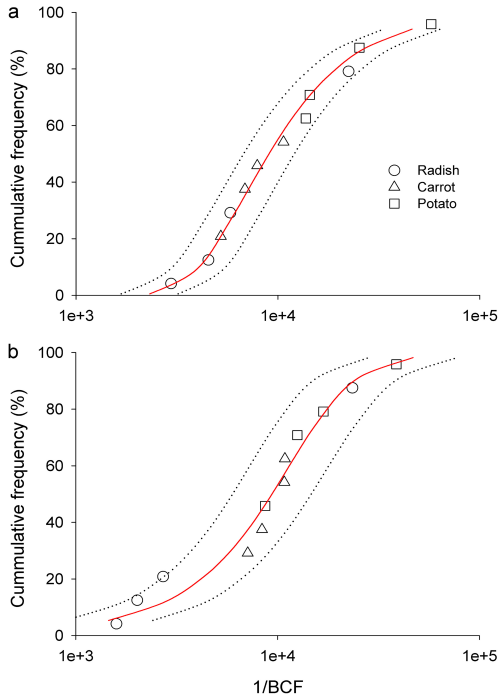 a
100
80
60
40
20
0
Cummulative frequency (%)
Radish
Carrot
Potato
1e+3
1e+4
1e+5
b
100
80
60
40
20
0
Cummulative frequency (%)
1e+3
1e+4
1e+5
1/BCF